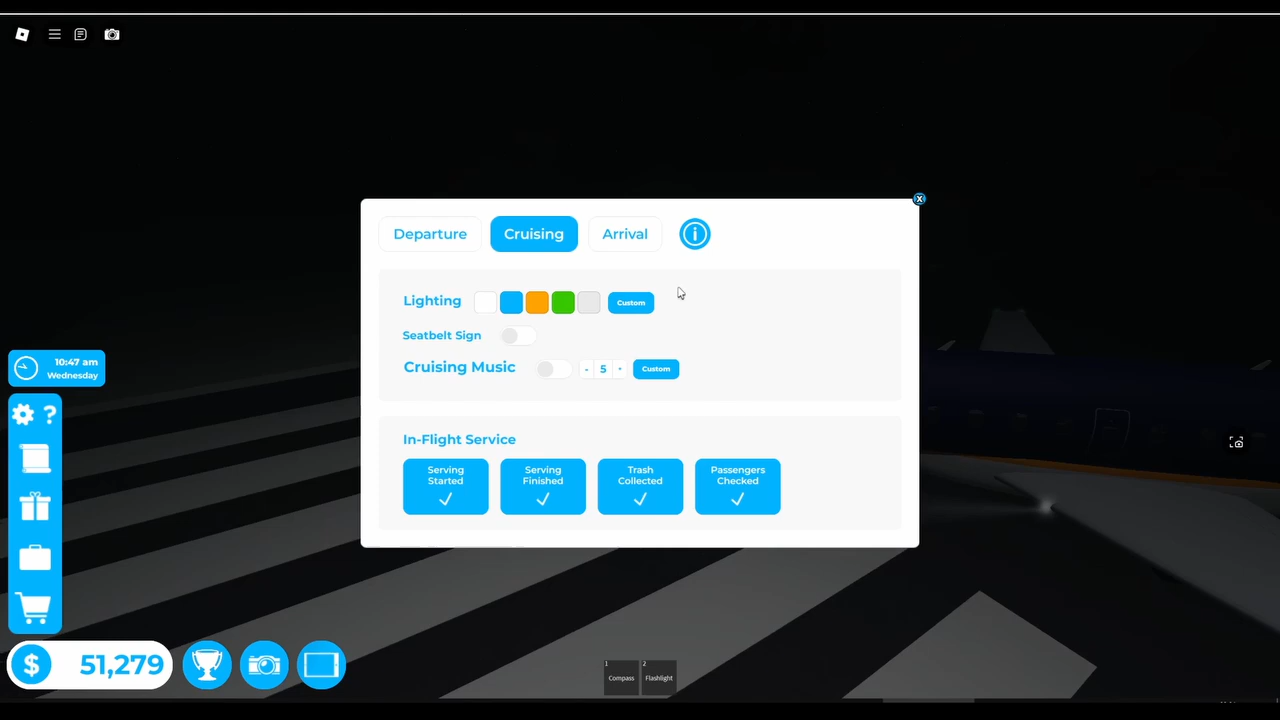 Departure
Cruising
Arrival
X
Lighting
Custom
Seatbelt Sign
Cruising Music
- 5 +
Custom
In-Flight Service
Serving
Started
Serving
Finished
Trash
Collected
Passengers
Checked
10:47 am
Wednesday
?
$ 51,279
1
Compass
2
Flashlight